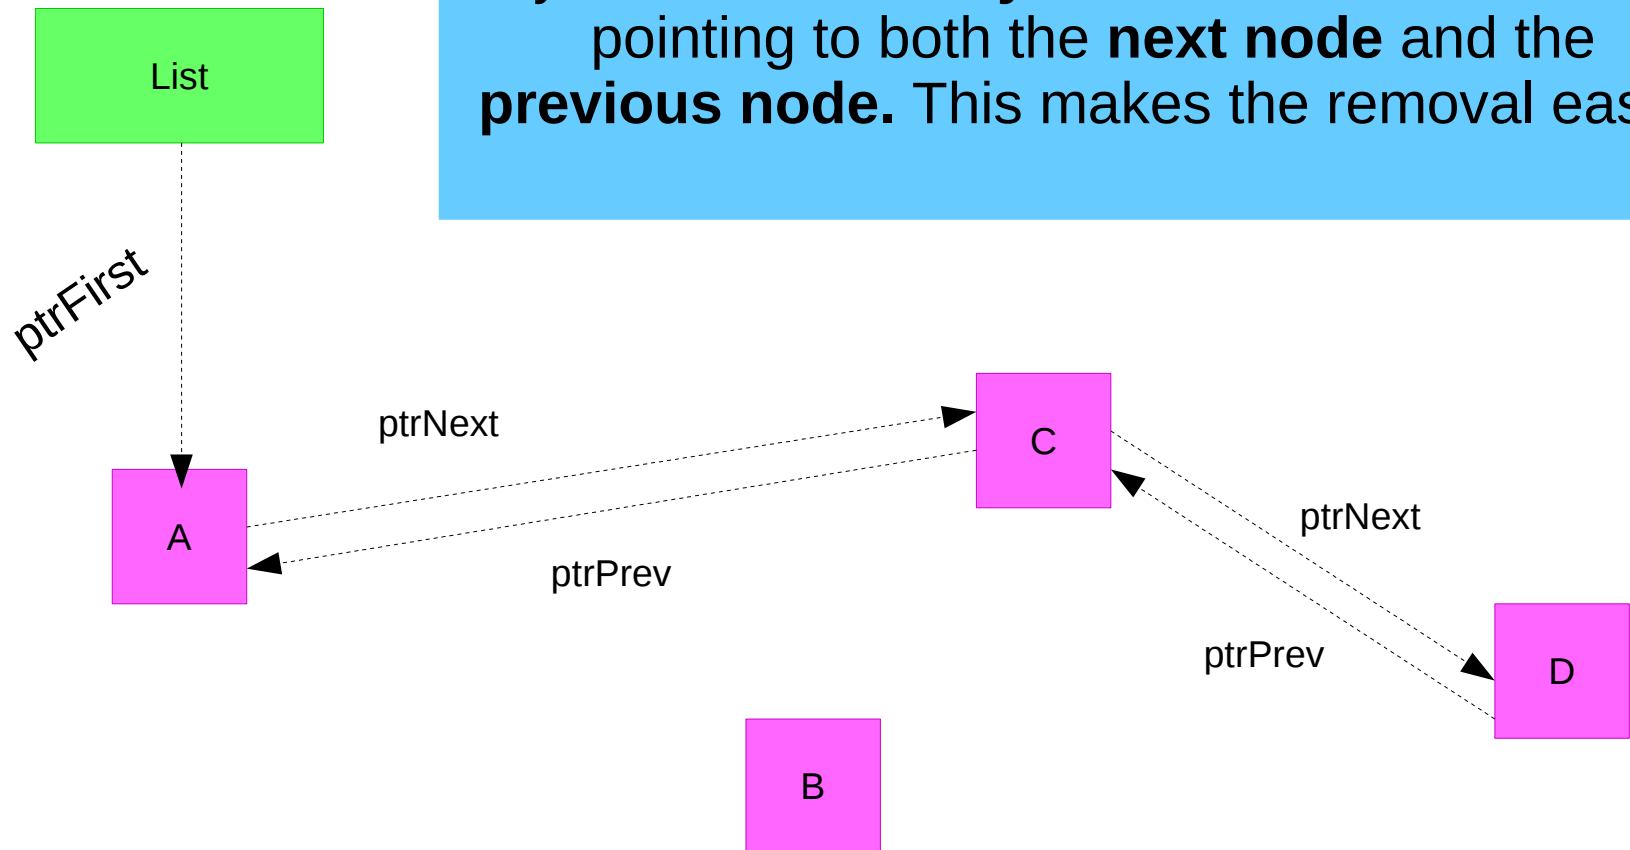 List
pointing to both the next node and the
previous node. This makes the removal
ptrFirst
ptrNext
C
A
ptrNext
ptrPrev
ptrPrev
D
B